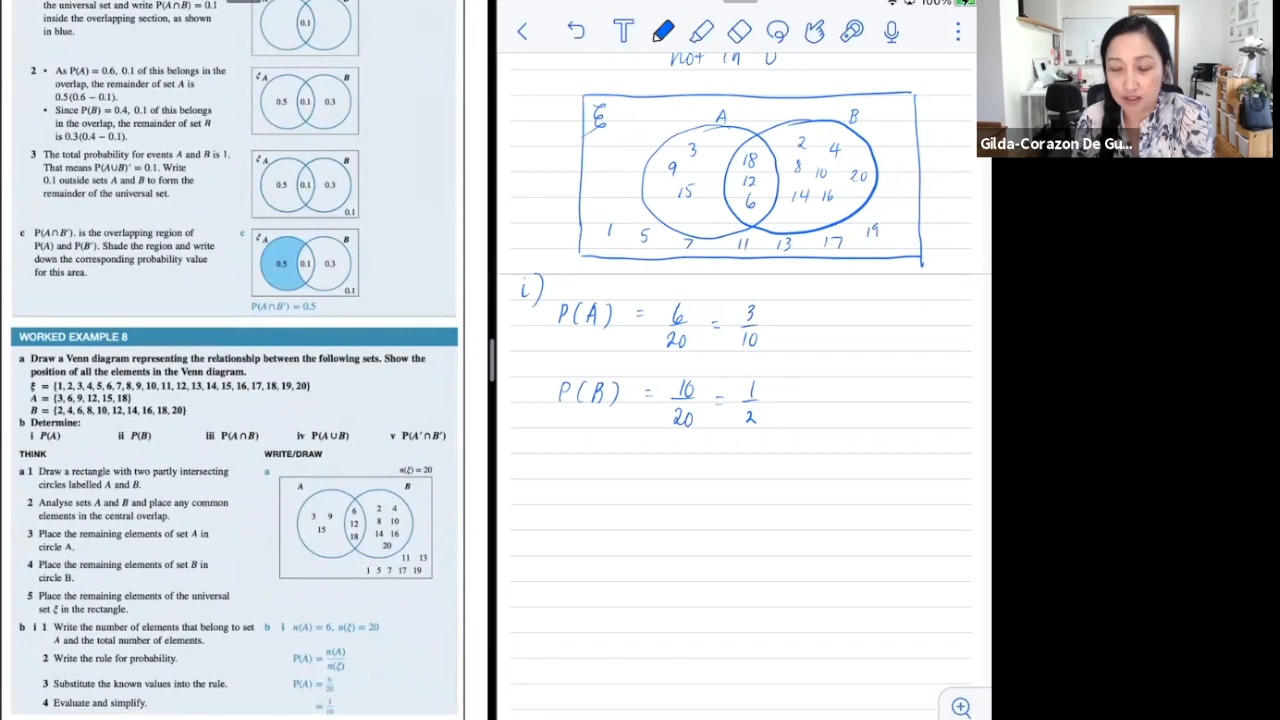 the universal set and write P(A∩B) = 0.1
inside the overlapping section, as shown
in blue.
0.1
2 • As P(A) = 0.6, 0.1 of this belongs in the
overlap, the remainder of set A is
0.5(0.6 − 0.1).
• Since P(B) = 0.4, 0.1 of this belongs
in the overlap, the remainder of set B
is 0.3(0.4 − 0.1).
ξ A B
0.5 0.1 0.3
3 The total probability for events A and B is 1.
That means P(A∪B)' = 0.1. Write
0.1 outside sets A and B to form the
remainder of the universal set.
ξ A B
0.5 0.1 0.3
0.1
c P(A∩B'). is the overlapping region of
P(A) and P(B'). Shade the region and write
down the corresponding probability value
for this area.
c ξ A B
0.5 0.1 0.3
0.1
P(A∩B') = 0.5
WORKED EXAMPLE 8
a Draw a Venn diagram representing the relationship between the following sets. Show the
position of all the elements in the Venn diagram.
ξ = {1, 2, 3, 4, 5, 6, 7, 8, 9, 10, 11, 12, 13, 14, 15, 16, 17, 18, 19, 20}
A = {3, 6, 9, 12, 15, 18}
B = {2, 4, 6, 8, 10, 12, 14, 16, 18, 20}
b Determine:
i P(A) ii P(B) iii P(A∩B) iv P(A∪B) v P(A'∩B')
THINK WRITE/DRAW
a 1 Draw a rectangle with two partly intersecting
circles labelled A and B.
2 Analyse sets A and B and place any common
elements in the central overlap.
3 Place the remaining elements of set A in
circle A.
4 Place the remaining elements of set B in
circle B.
5 Place the remaining elements of the universal
set ξ in the rectangle.
a n(ξ) = 20
A B
3 9 6 2 4
15 12 8 10
18 14 16
20
11 13
1 5 7 17 19
b i 1 Write the number of elements that belong to set
A and the total number of elements.
b i n(A) = 6, n(ξ) = 20
2 Write the rule for probability.
P(A) = n(A)/n(ξ)
3 Substitute the known values into the rule.
P(A) = 6/20
4 Evaluate and simplify.
= 3/10
100%
T
not in U
ξ A B
3 18 2 4
9 12 8 10 20
15 6 14 16
1 5 7 11 13 17 19
i)
P(A) = 6/20 = 3/10
P(B) = 10/20 = 1/2
Gilda-Corazon De Gu...